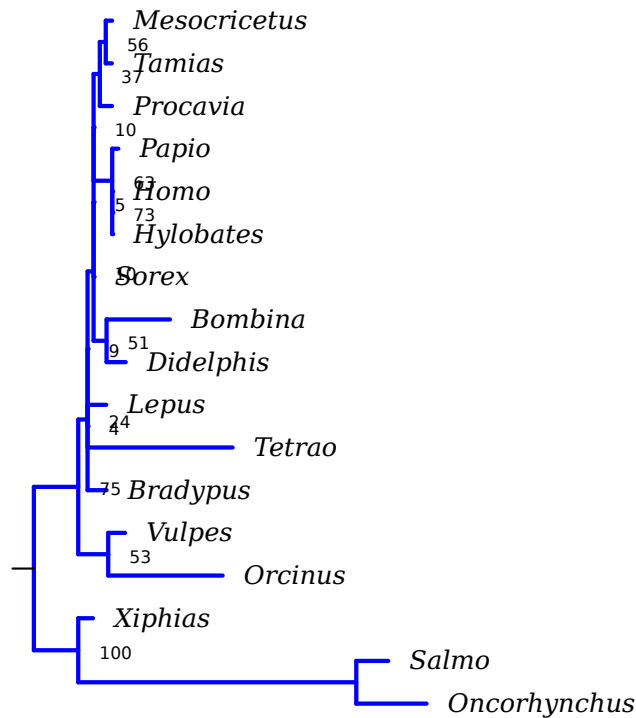 Mesocricetus
56
Tamias
37
Procavia
10
Papio
63
Homo
5
73
Hylobates
Sorex
10
Bombina
51
9
Didelphis
Lepus
24
4
Tetrao
75
Bradypus
Vulpes
53
Orcinus
Xiphias
100
Salmo
Oncorhynchus